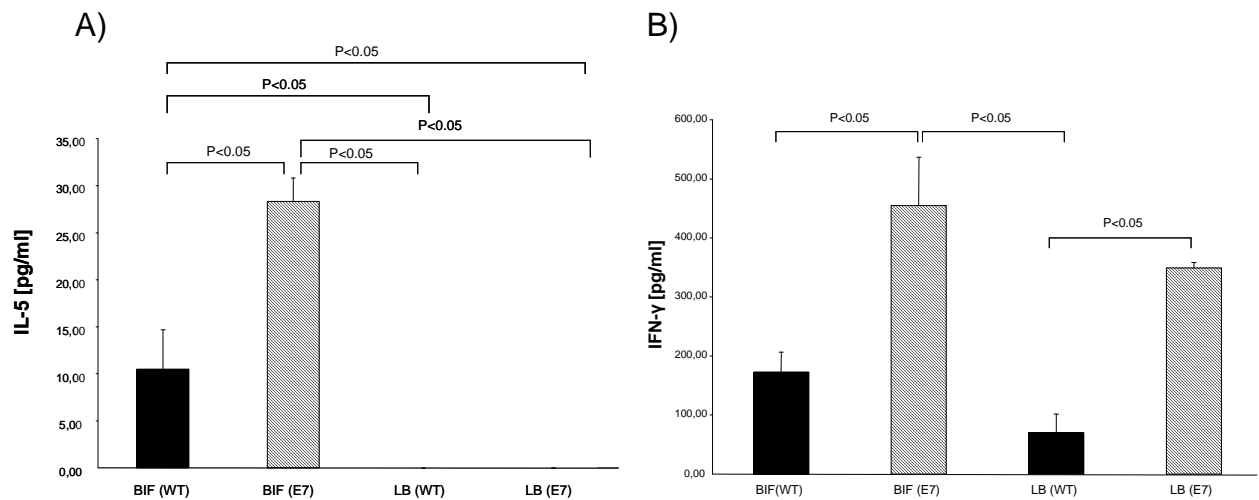 A)
P<0.05
P<0.05
P<0.05
P<0.05
P<0.05
35,00
30,00
25,00
20,00
15,00
10,00
5,00
0,00
IL-5 [pg/ml]
BIF (WT) BIF (E7) LB (WT) LB (E7)
B)
P<0.05
P<0.05
P<0.05
600,00
500,00
400,00
300,00
200,00
100,00
0,00
IFN-γ [pg/ml]
BIF(WT) BIF (E7) LB (WT) LB (E7)